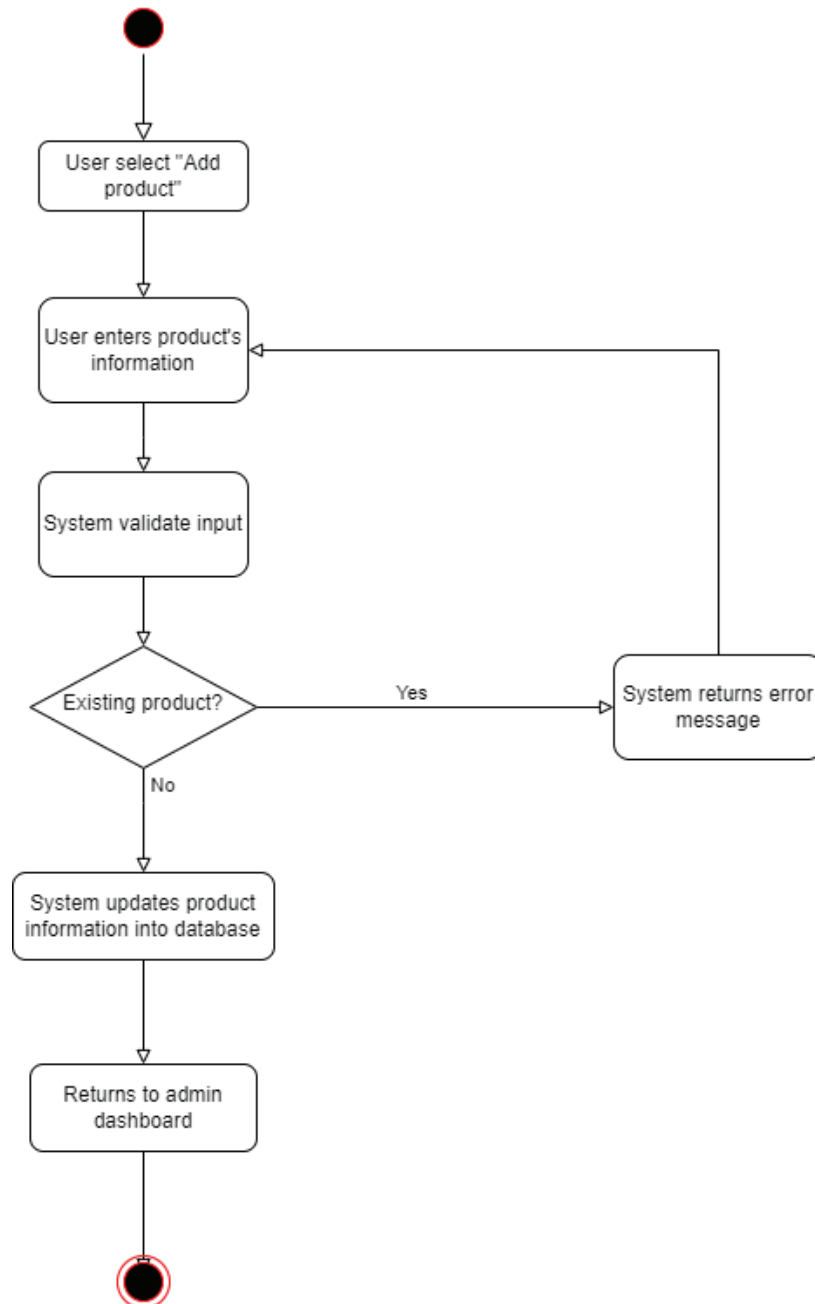 User select "Add
product"
User enters product's
information
System validate input
Existing product?
Yes
System returns error
message
No
System updates product
information into database
Returns to admin
dashboard